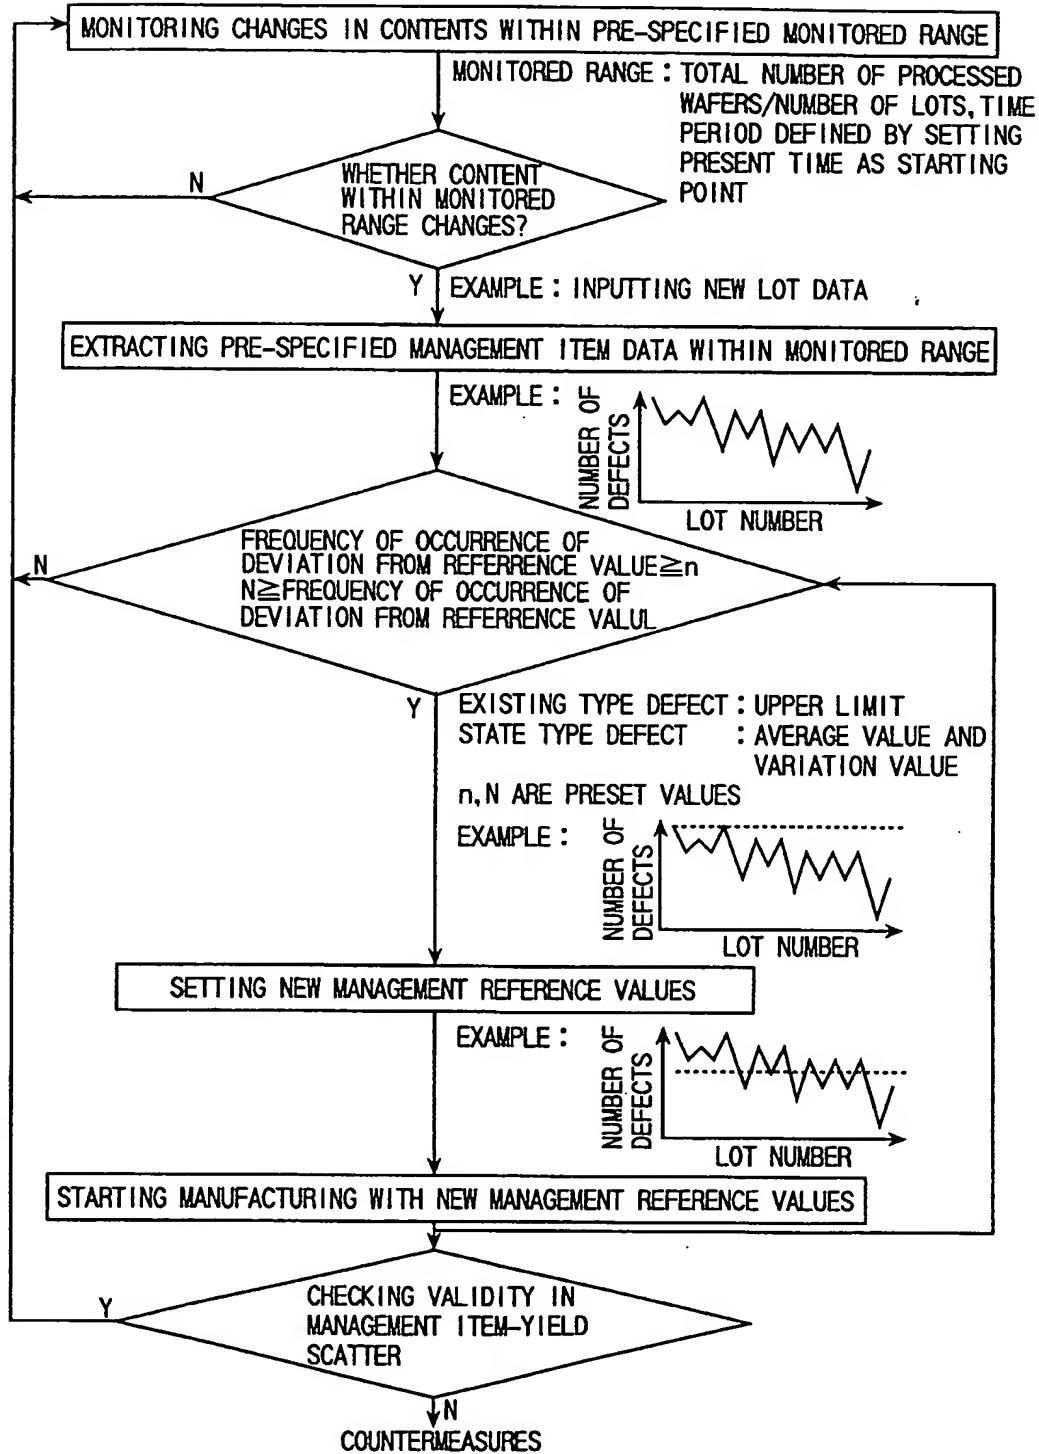 MONITORING CHANGES IN CONTENTS WITHIN PRE-SPECIFIED MONITORED RANGE
MONITORED RANGE : TOTAL NUMBER OF PROCESSED
WAFERS/NUMBER OF LOTS, TIME
PERIOD DEFINED BY SETTING
PRESENT TIME AS STARTING
POINT
N
WHETHER CONTENT
WITHIN MONITORED
RANGE CHANGES?
Y
EXAMPLE : INPUTTING NEW LOT DATA
EXTRACTING PRE-SPECIFIED MANAGEMENT ITEM DATA WITHIN MONITORED RANGE
EXAMPLE :
NUMBER OF
DEFECTS
LOT NUMBER
N
FREQUENCY OF OCCURRENCE OF
DEVIATION FROM REFERRENCE VALUE≧n
N≧FREQUENCY OF OCCURRENCE OF
DEVIATION FROM REFERRENCE VALUL
Y
EXISTING TYPE DEFECT : UPPER LIMIT
STATE TYPE DEFECT : AVERAGE VALUE AND
VARIATION VALUE
n, N ARE PRESET VALUES
EXAMPLE :
NUMBER OF
DEFECTS
LOT NUMBER
SETTING NEW MANAGEMENT REFERENCE VALUES
EXAMPLE :
NUMBER OF
DEFECTS
LOT NUMBER
STARTING MANUFACTURING WITH NEW MANAGEMENT REFERENCE VALUES
Y
CHECKING VALIDITY IN
MANAGEMENT ITEM-YIELD
SCATTER
N
COUNTERMEASURES